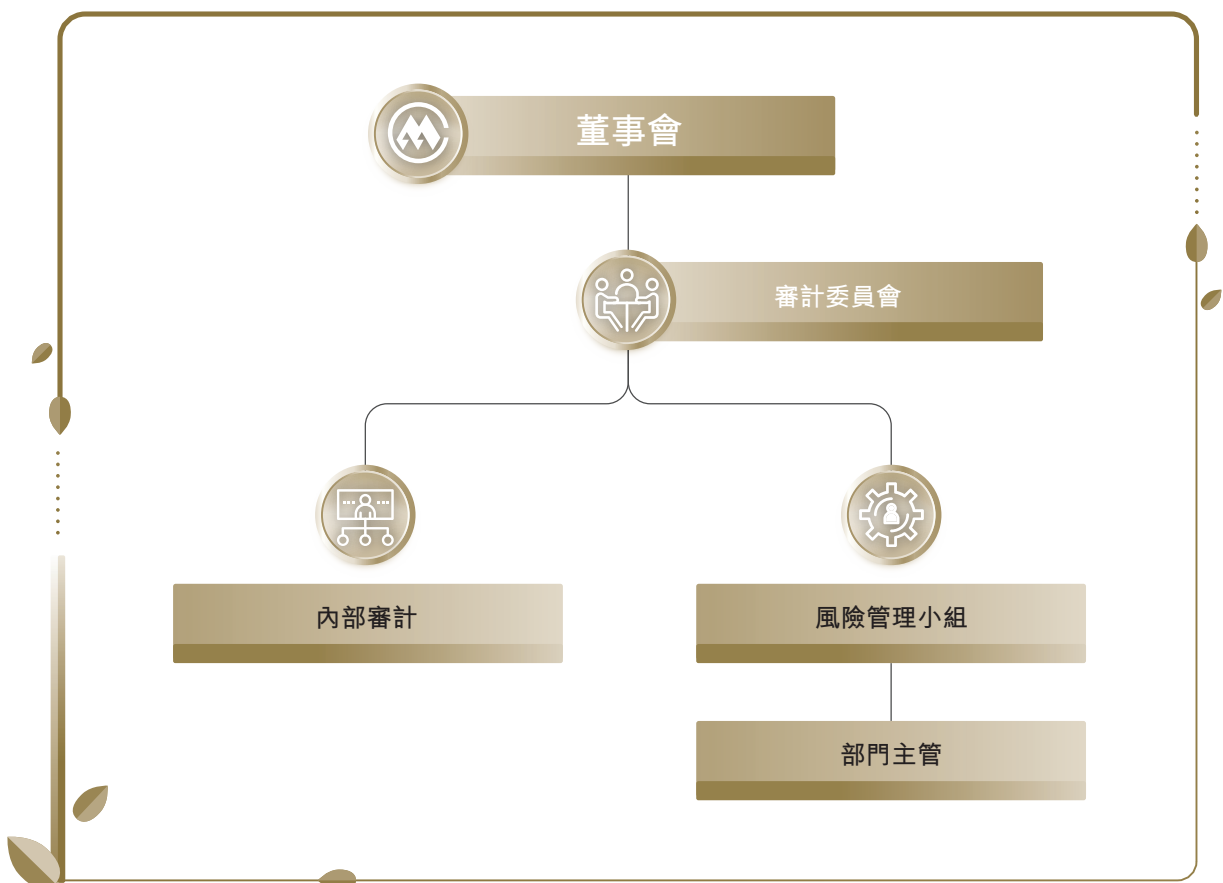 董事會
審計委員會
內部審計
風險管理小組
部門主管